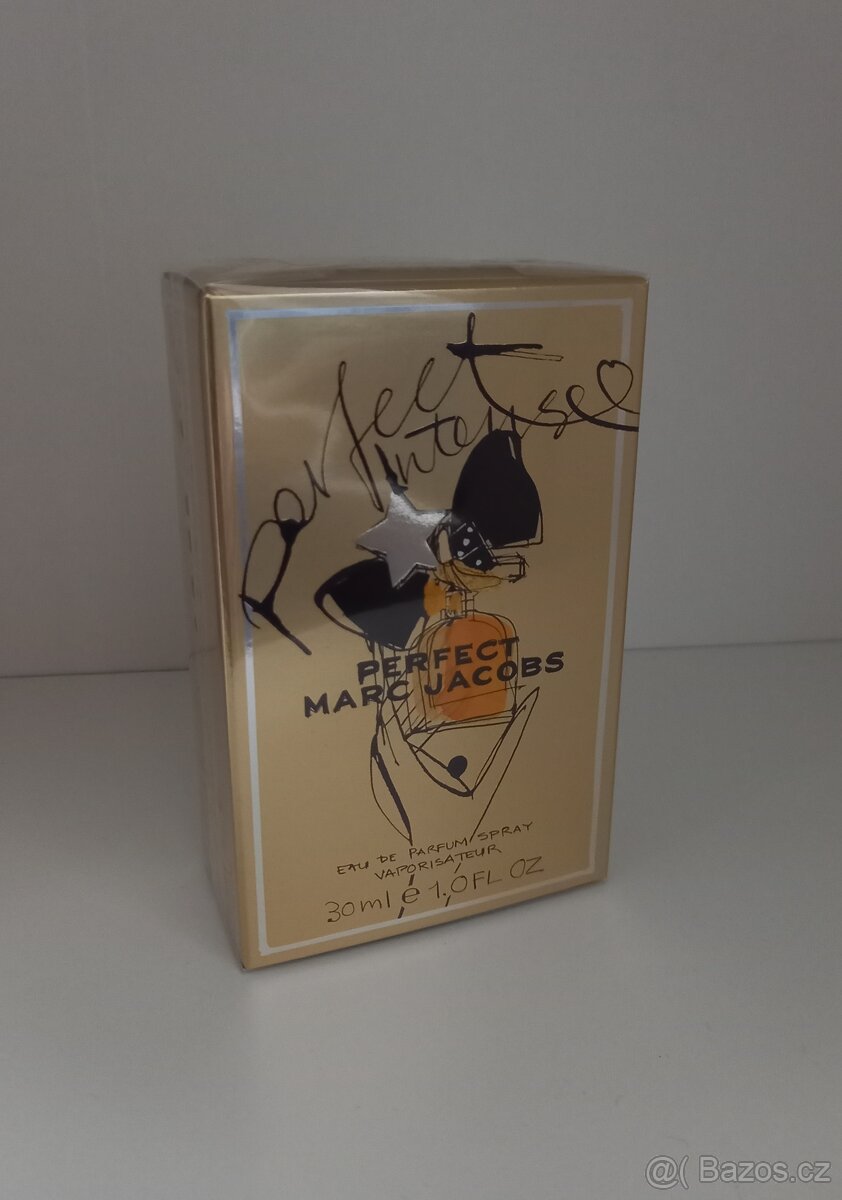 Perfect
intense
PERFECT
MARC JACOBS
EAU DE PARFUM SPRAY
VAPORISATEUR
30ml e 1.0FL OZ
@( Bazos.cz